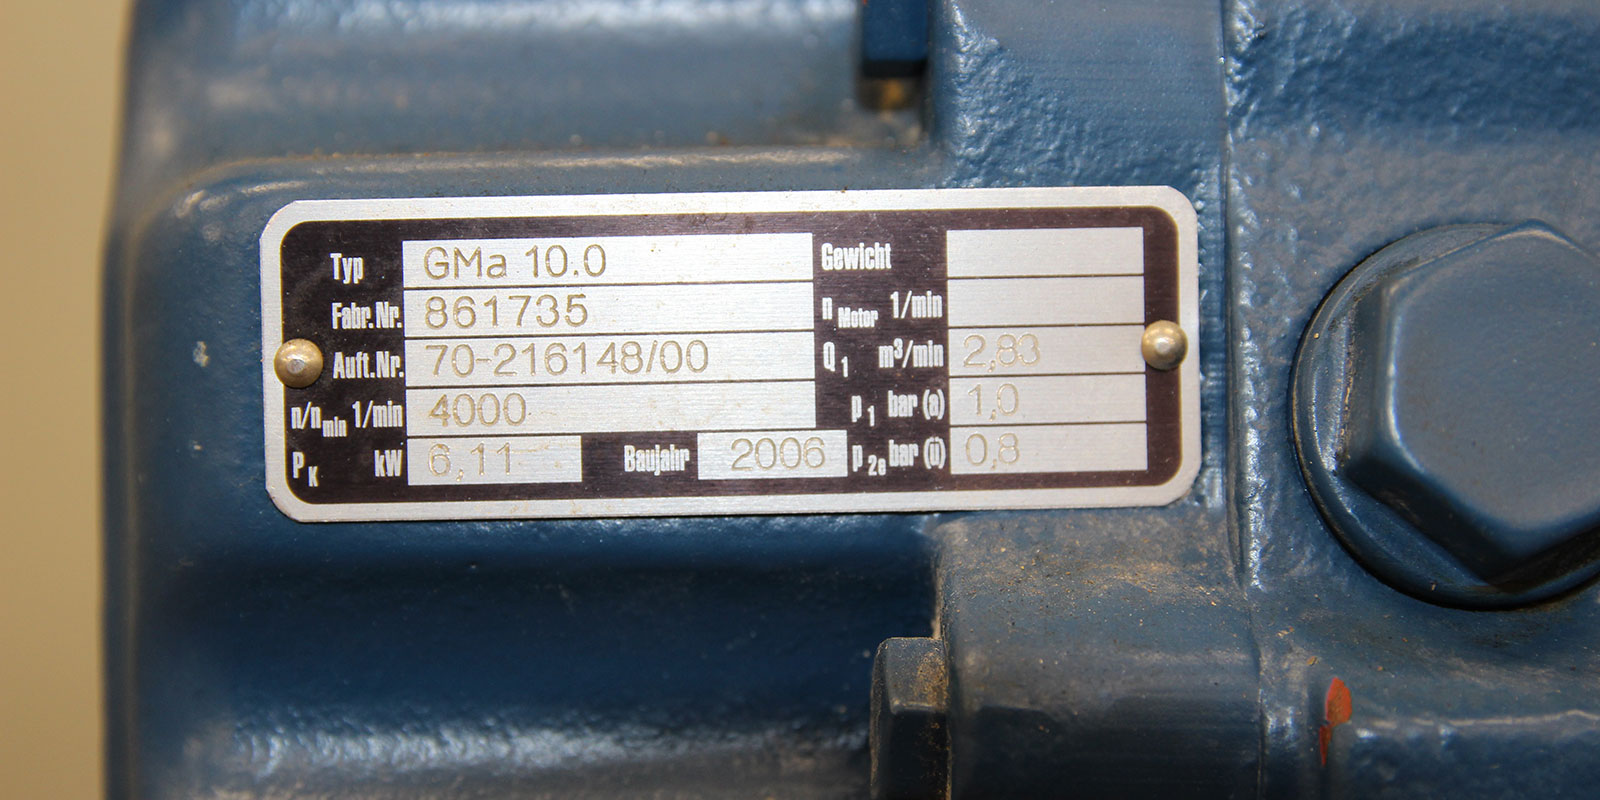 Typ GMa 10.0 Gewicht
Fabr.Nr. 861735 n Motor 1/min
Auft.Nr. 70-216148/00 Q1 m³/min 2,83
n/nmin 1/min 4000 p1 bar (a) 1,0
PK kW 6,11 Baujahr 2006 p2e bar (ü) 0,8